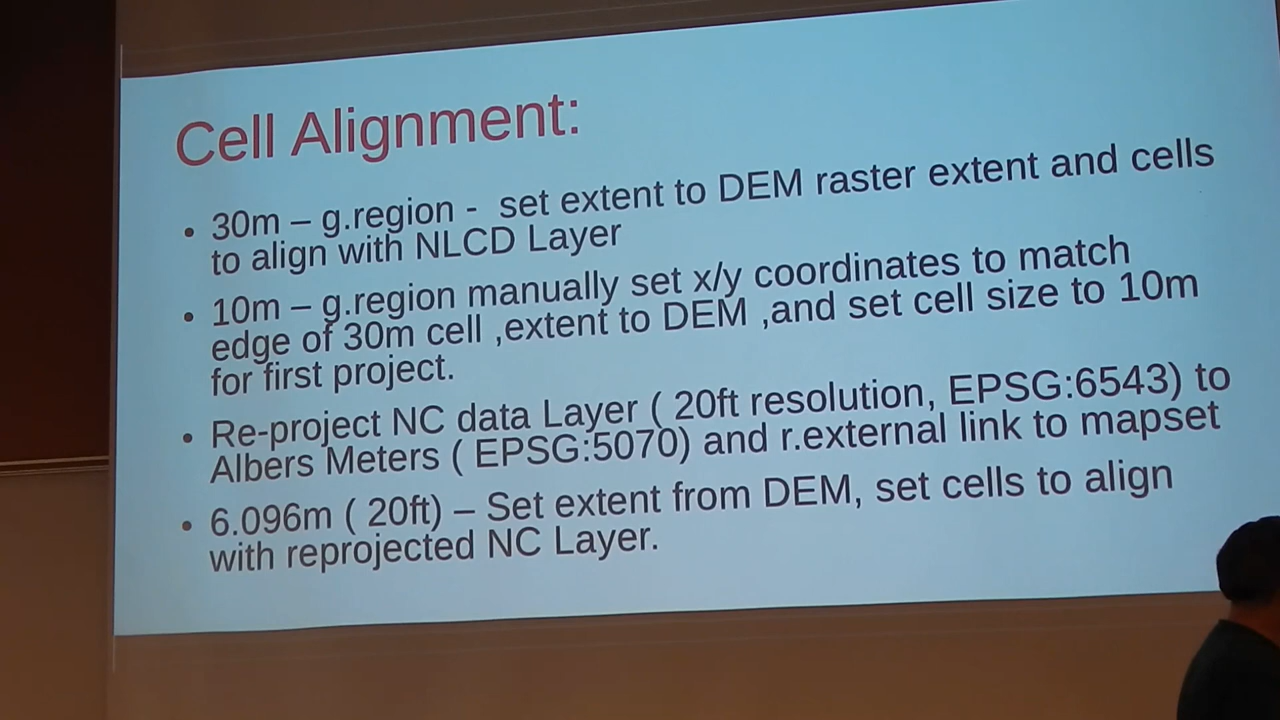 Cell Alignment:
• 30m – g.region -  set extent to DEM raster extent and cells
to align with NLCD Layer
• 10m – g.region manually set x/y coordinates to match
edge of 30m cell ,extent to DEM ,and set cell size to 10m
for first project.
• Re-project NC data Layer ( 20ft resolution, EPSG:6543) to
Albers Meters ( EPSG:5070) and r.external link to mapset
• 6.096m ( 20ft) – Set extent from DEM, set cells to align
with reprojected NC Layer.